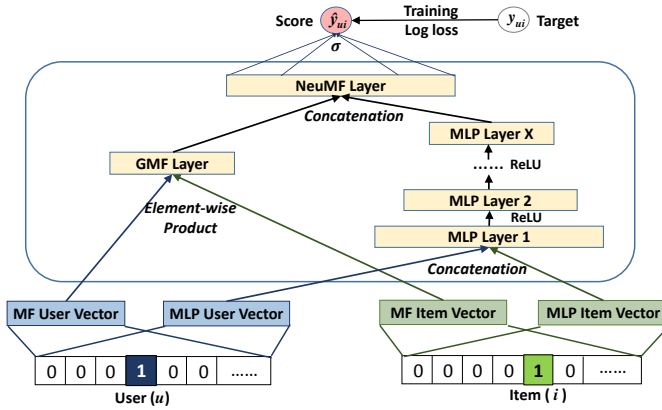 Score ŷui Training yui Target
Log loss
σ
NeuMF Layer
Concatenation
MLP Layer X
GMF Layer
...... ReLU
MLP Layer 2
Element-wise
Product
ReLU
MLP Layer 1
Concatenation
MF User Vector MLP User Vector MF Item Vector MLP Item Vector
0 0 0 1 0 0 ...... 0 0 0 0 1 0 ......
User (u) Item ( i )